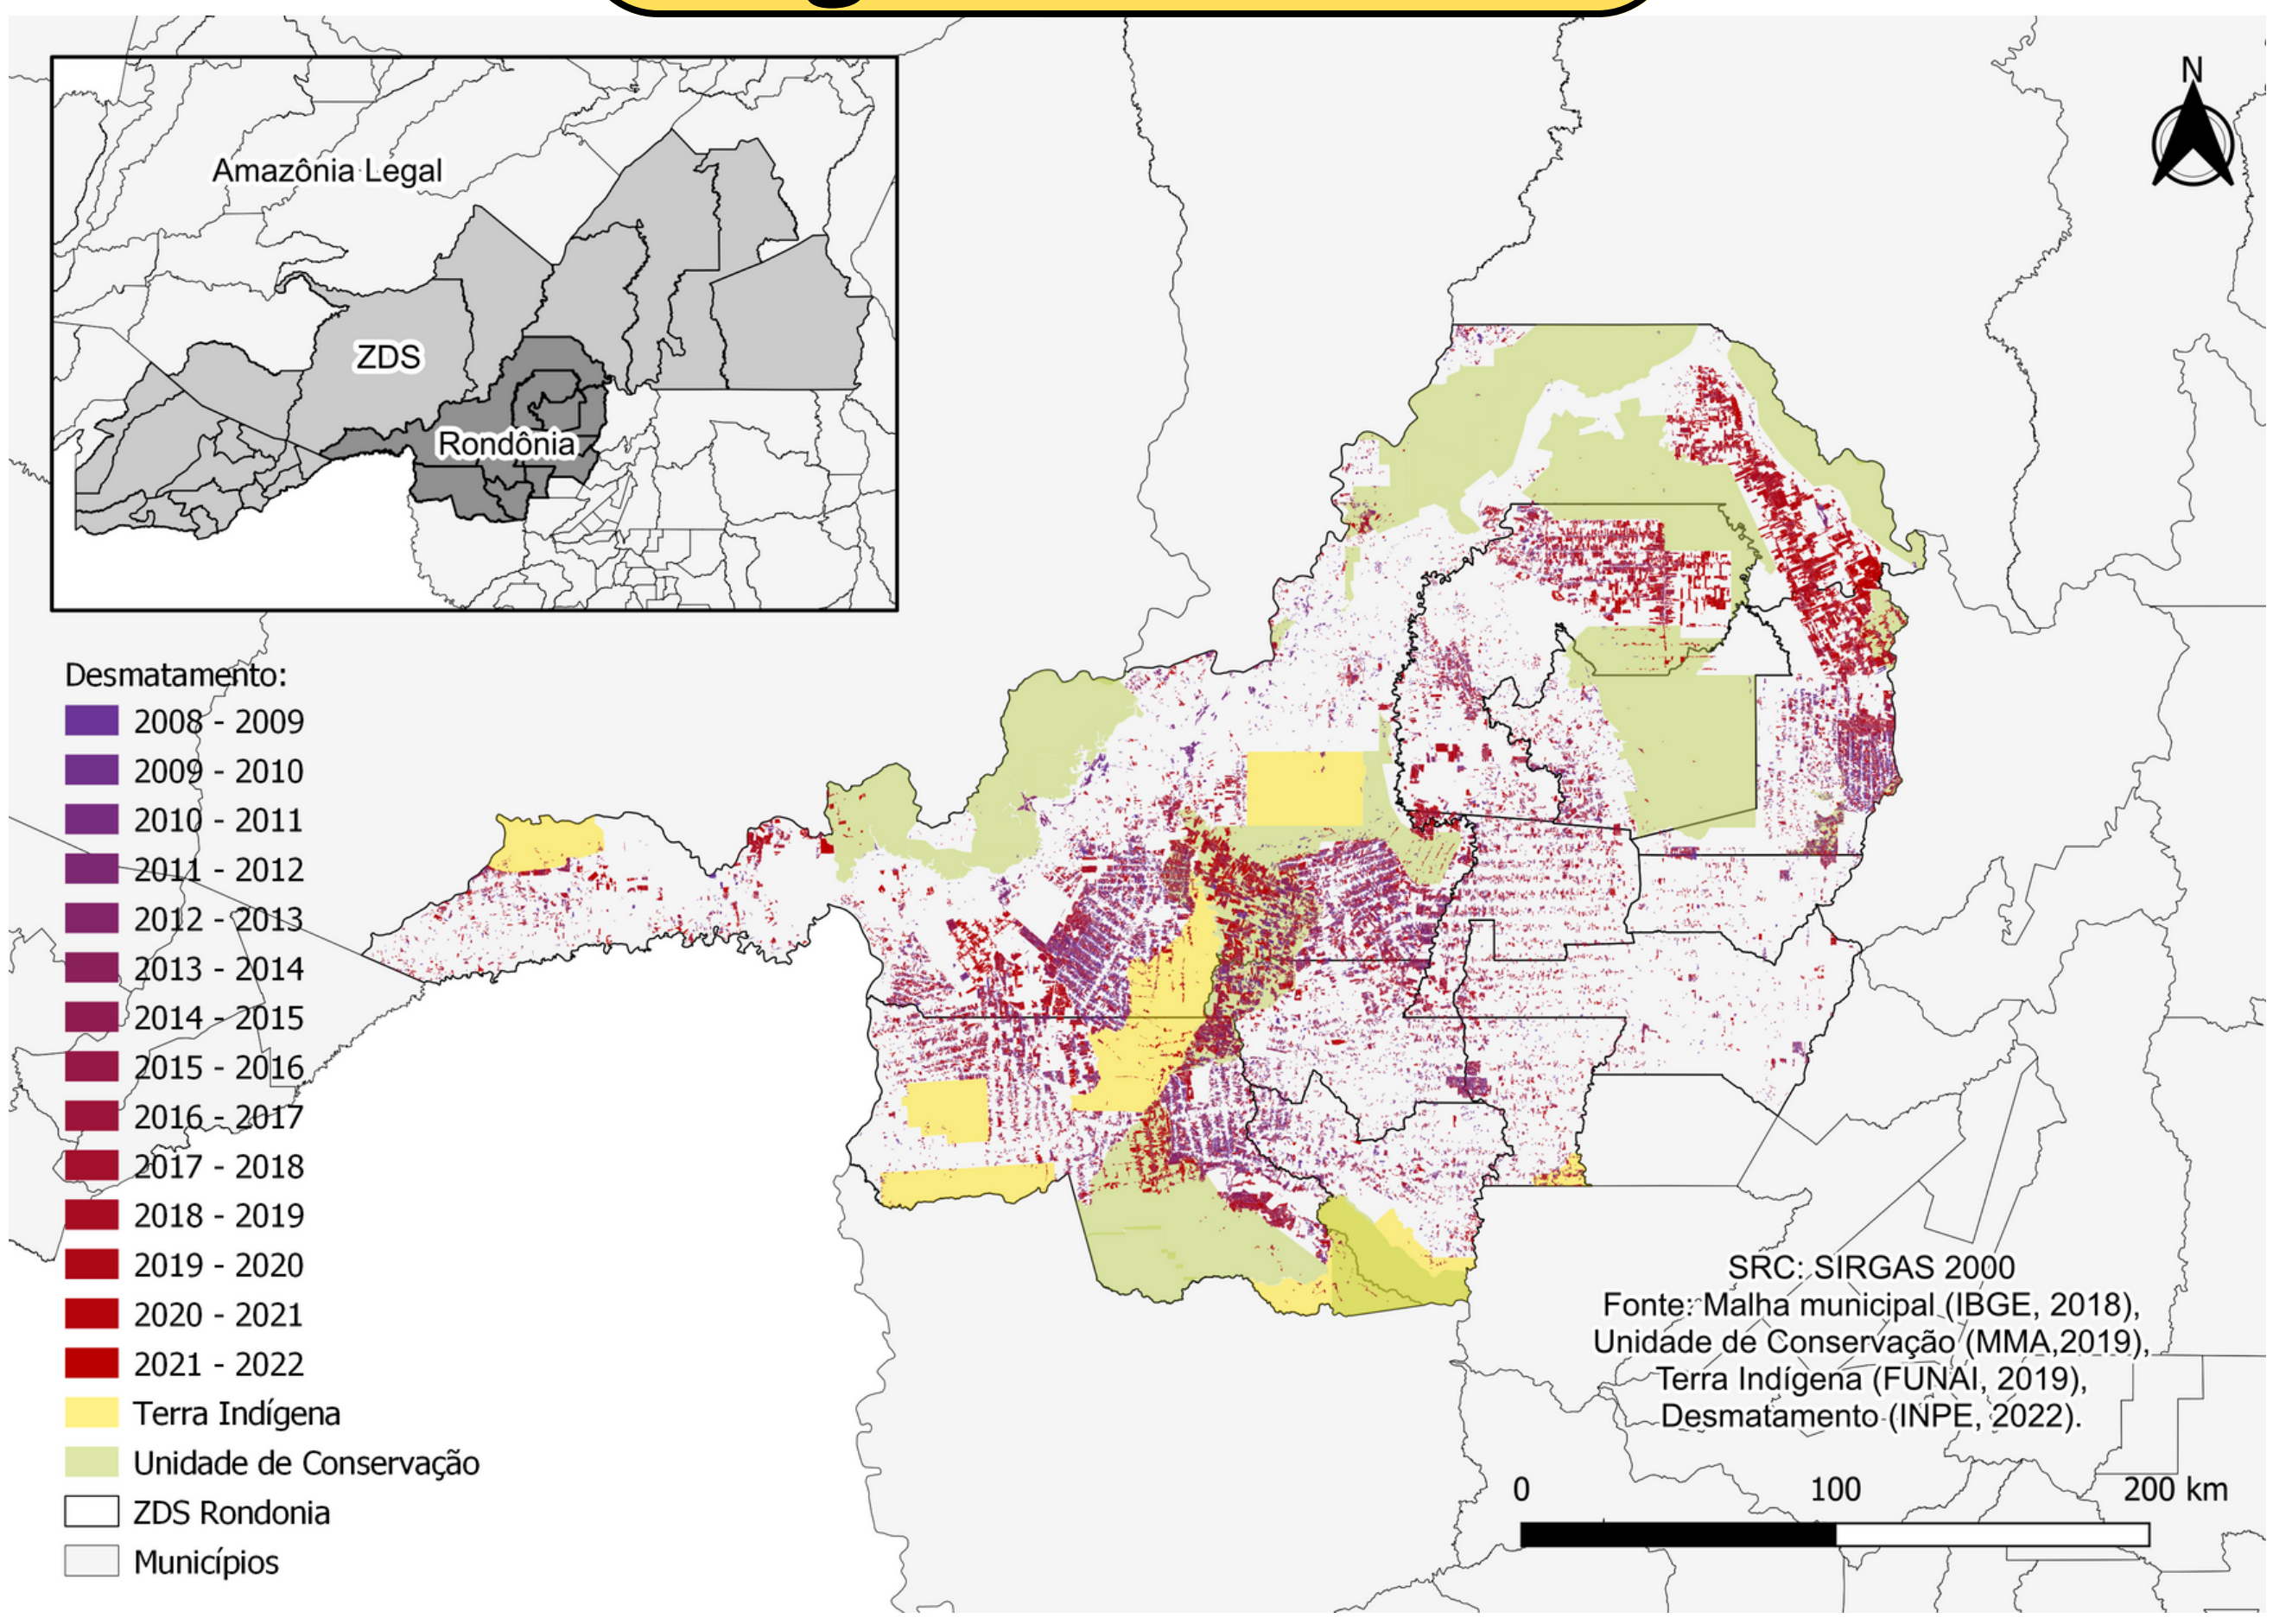 N
Amazônia Legal
ZDS
Rondônia
Desmatamento:
2008 - 2009
2009 - 2010
2010 - 2011
2011 - 2012
2012 - 2013
2013 - 2014
2014 - 2015
2015 - 2016
2016 - 2017
2017 - 2018
2018 - 2019
2019 - 2020
2020 - 2021
2021 - 2022
Terra Indígena
Unidade de Conservação
ZDS Rondonia
Municípios
SRC: SIRGAS 2000
Fonte: Malha municipal (IBGE, 2018),
Unidade de Conservação (MMA,2019),
Terra Indígena (FUNAI, 2019),
Desmatamento (INPE, 2022).
0 100 200 km